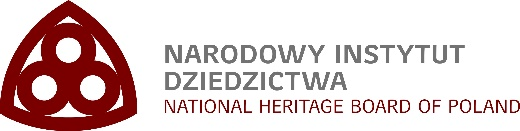 NARODOWY INSTYTUT
DZIEDZICTWA
NATIONAL HERITAGE BOARD OF POLAND